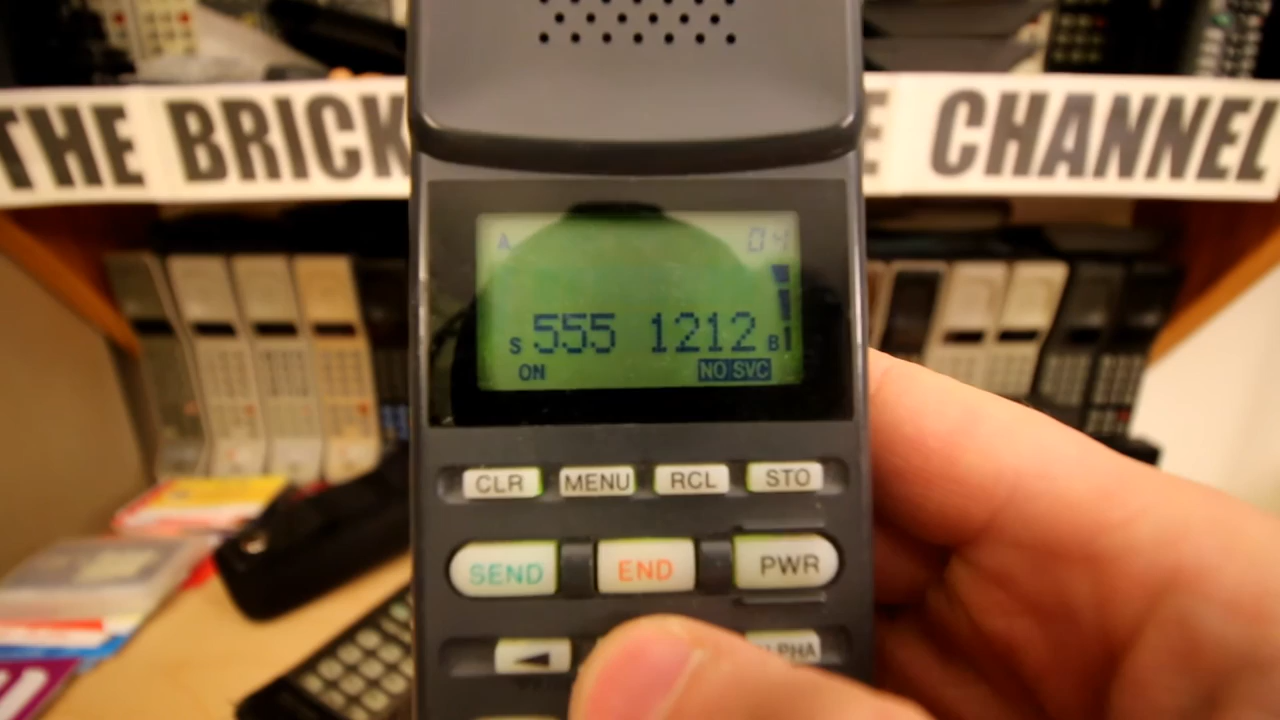 THE BRICK E CHANNEL
A 04
S 555 1212 B
ON NO SVC
CLR MENU RCL STO
SEND END PWR